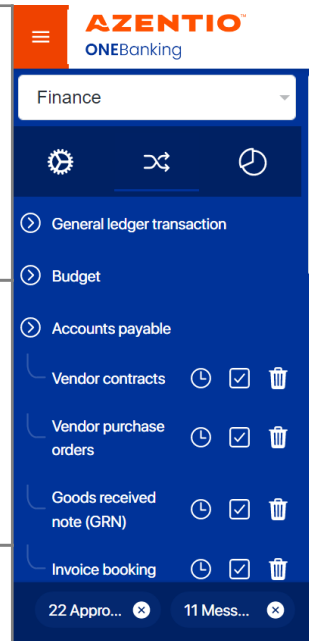 AZENTIO™
ONEBanking
Finance
General ledger transaction
Budget
Accounts payable
Vendor contracts
Vendor purchase
orders
Goods received
note (GRN)
Invoice booking
22 Appro...
11 Mess...